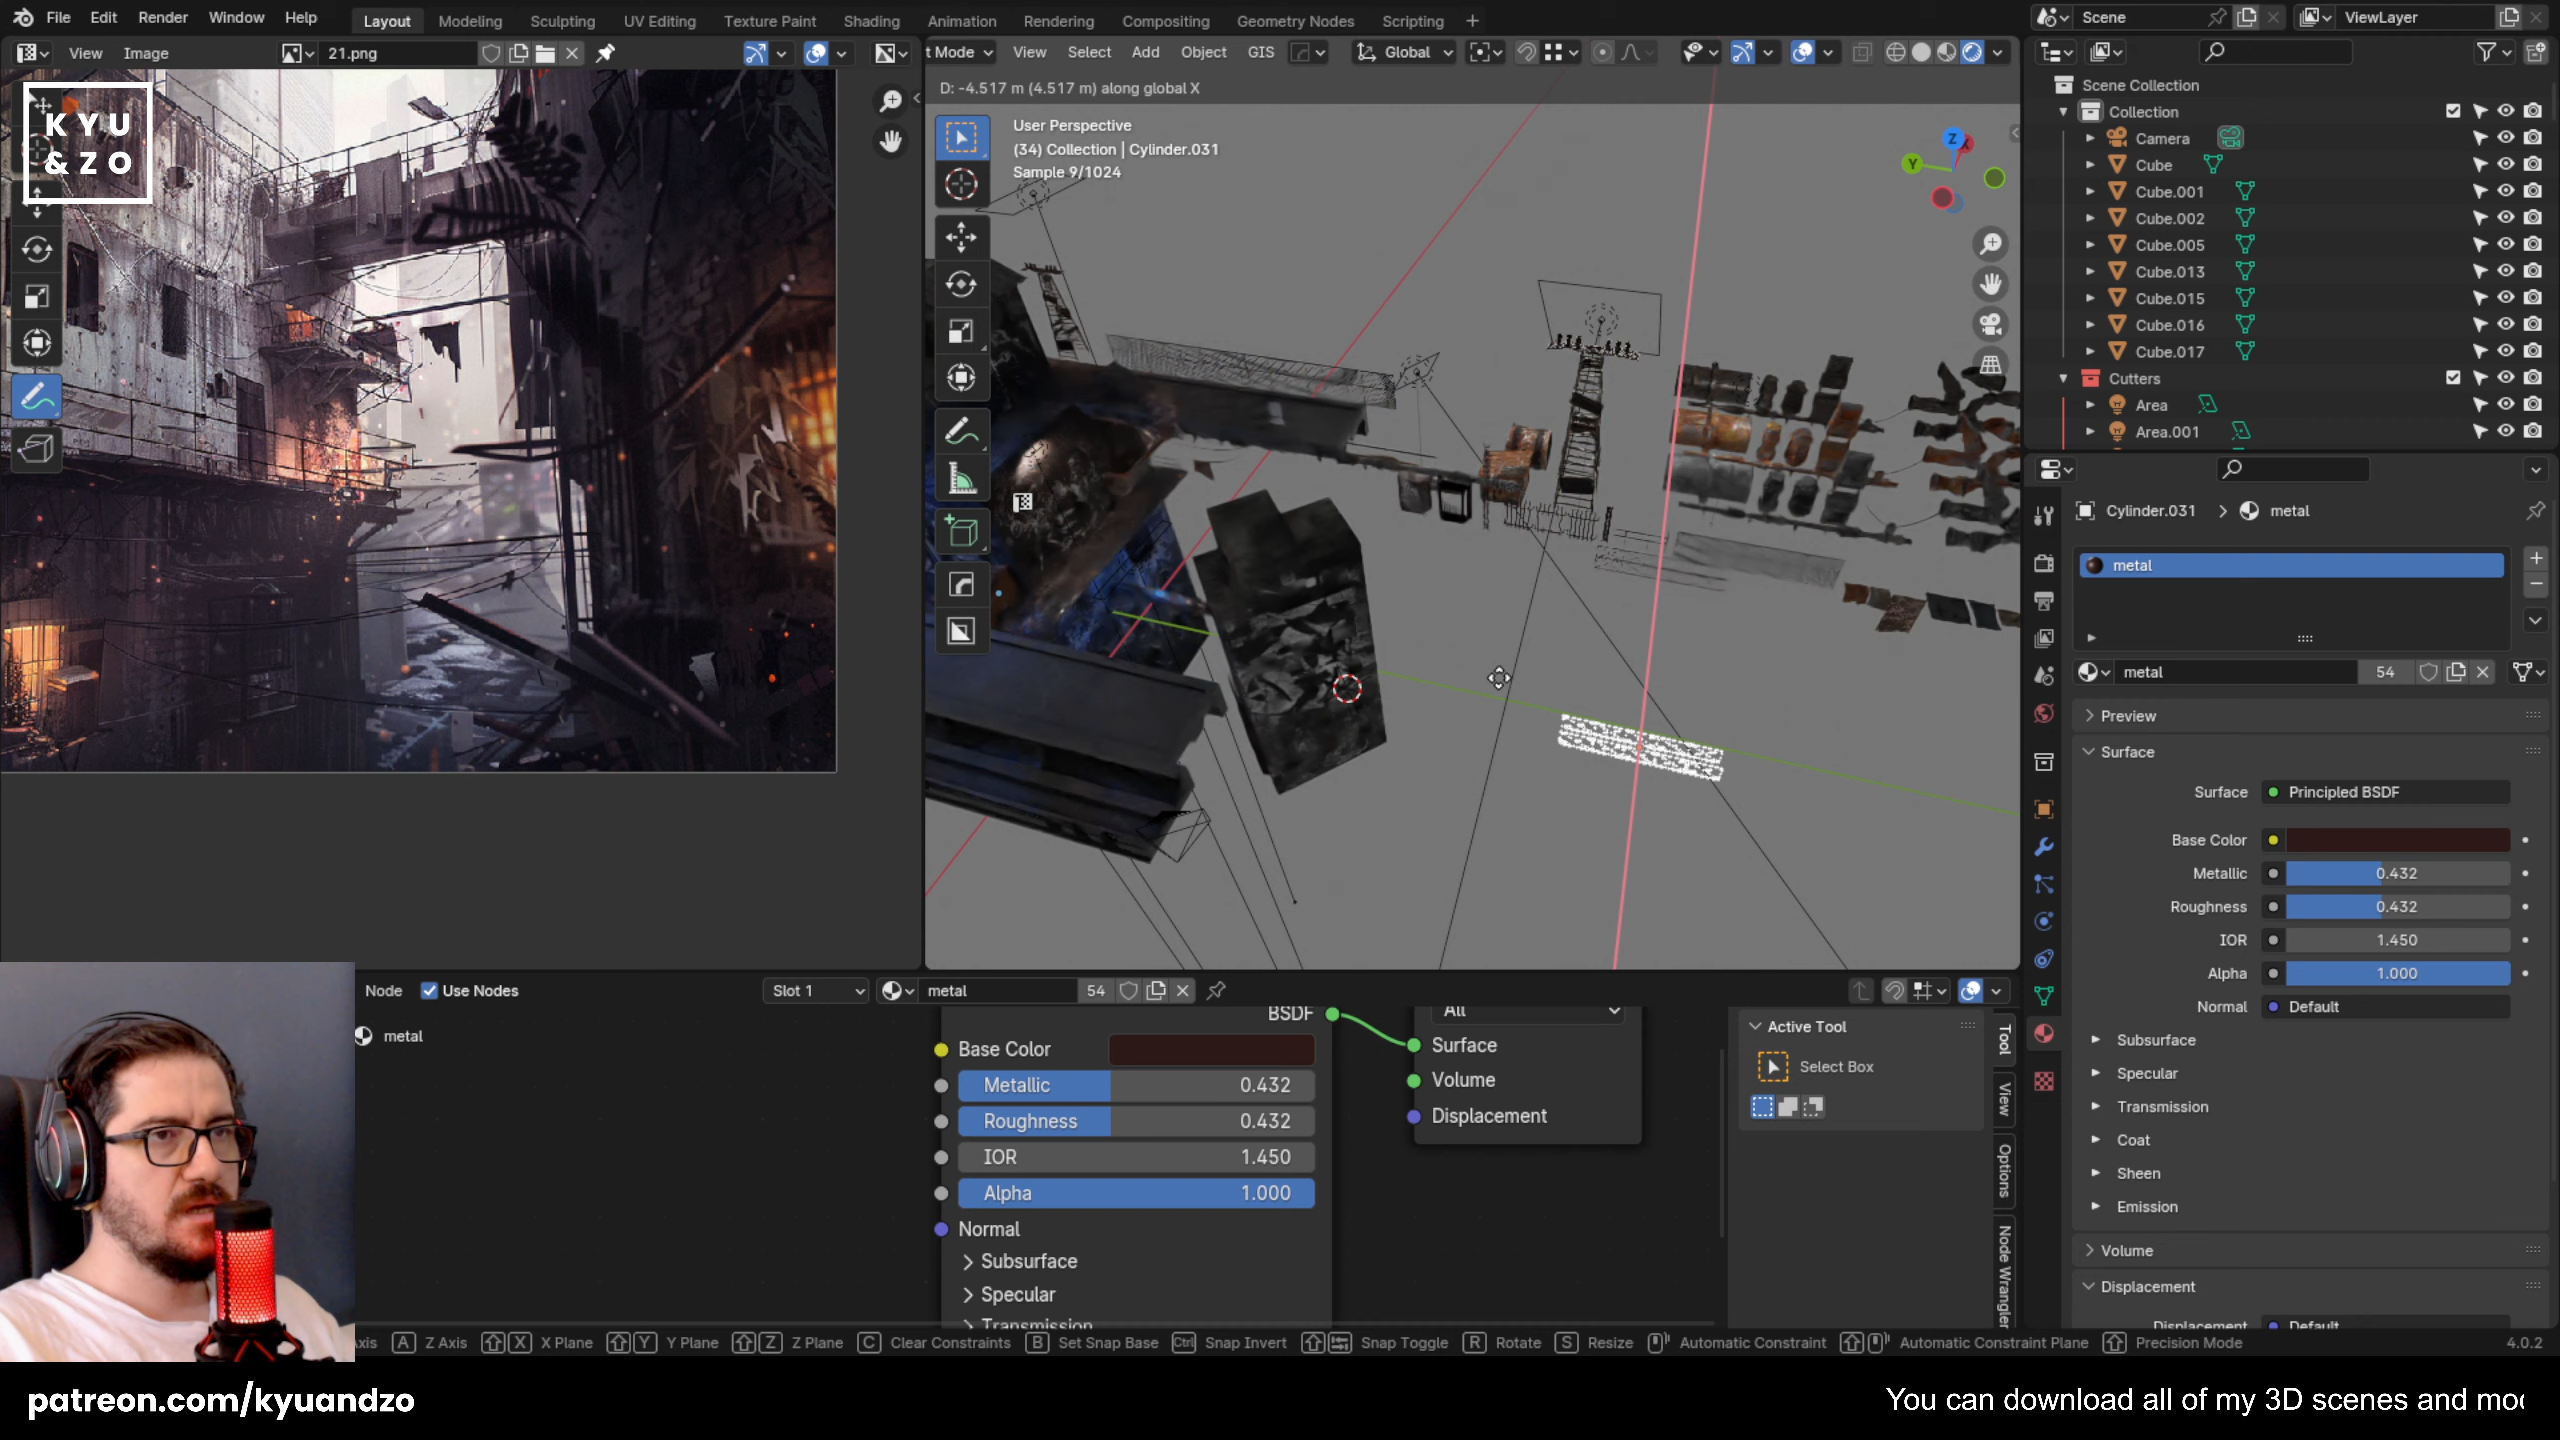 File Edit Render Window Help Layout Modeling Sculpting UV Editing Texture Paint Shading Animation Rendering Compositing Geometry Nodes Scripting Scene ViewLayer
View Image 21.png
t Mode View Select Add Object GIS Global
D: -4.517 m (4.517 m) along global X
KYU
&ZO
User Perspective
(34) Collection | Cylinder.031
Sample 9/1024
Z
X
Y
Scene Collection
Collection
Camera
Cube
Cube.001
Cube.002
Cube.005
Cube.013
Cube.015
Cube.016
Cube.017
Cutters
Area
Area.001
Cylinder.031 > metal
metal
metal 54
Preview
Surface
Surface Principled BSDF
Base Color
Metallic 0.432
Roughness 0.432
IOR 1.450
Alpha 1.000
Normal Default
Subsurface
Specular
Transmission
Coat
Sheen
Emission
Volume
Displacement
Displacement Default
Node Use Nodes Slot 1 metal 54
metal
BSDF
Base Color
Metallic 0.432
Roughness 0.432
IOR 1.450
Alpha 1.000
Normal
Subsurface
Specular
Transmission
All
Surface
Volume
Displacement
Active Tool
Select Box
Tool
View
Options
Node Wrangler
xis A Z Axis X X Plane Y Y Plane Z Z Plane C Clear Constraints B Set Snap Base Ctrl Snap Invert Snap Toggle R Rotate S Resize Automatic Constraint Automatic Constraint Plane Precision Mode 4.0.2
patreon.com/kyuandzo
You can download all of my 3D scenes and mod